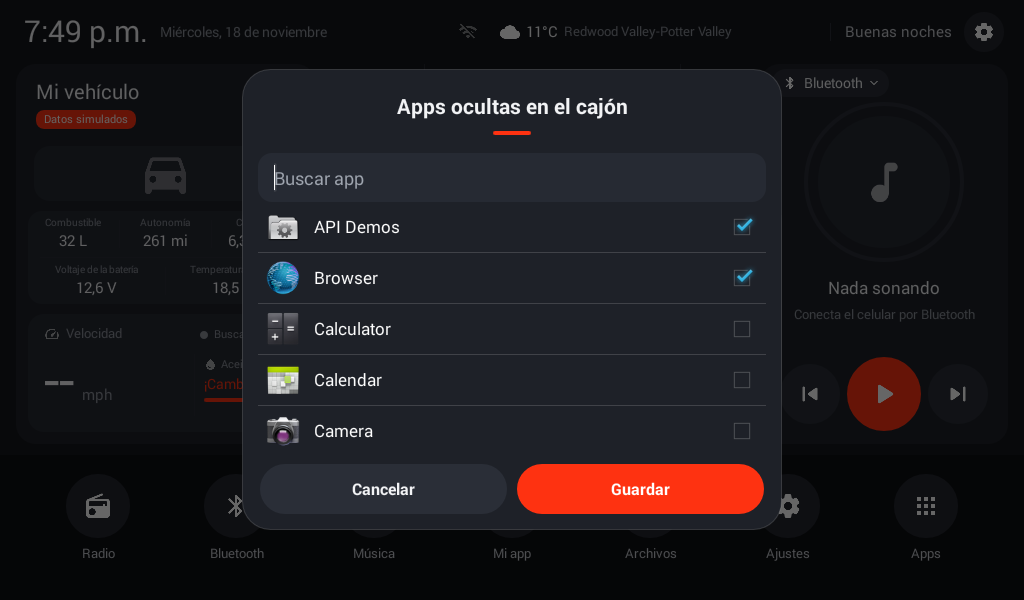 7:49 p.m. Miércoles, 18 de noviembre
11°C Redwood Valley-Potter Valley
Buenas noches
Mi vehículo
Datos simulados
Combustible
32 L
Autonomía
261 mi
Voltaje de la batería
12,6 V
18,5
Velocidad
--
mph
Apps ocultas en el cajón
Buscar app
API Demos
Browser
Calculator
Calendar
Camera
Cancelar
Guardar
Bluetooth
Nada sonando
Conecta el celular por Bluetooth
Radio
Bluetooth
Música
Mi app
Archivos
Ajustes
Apps